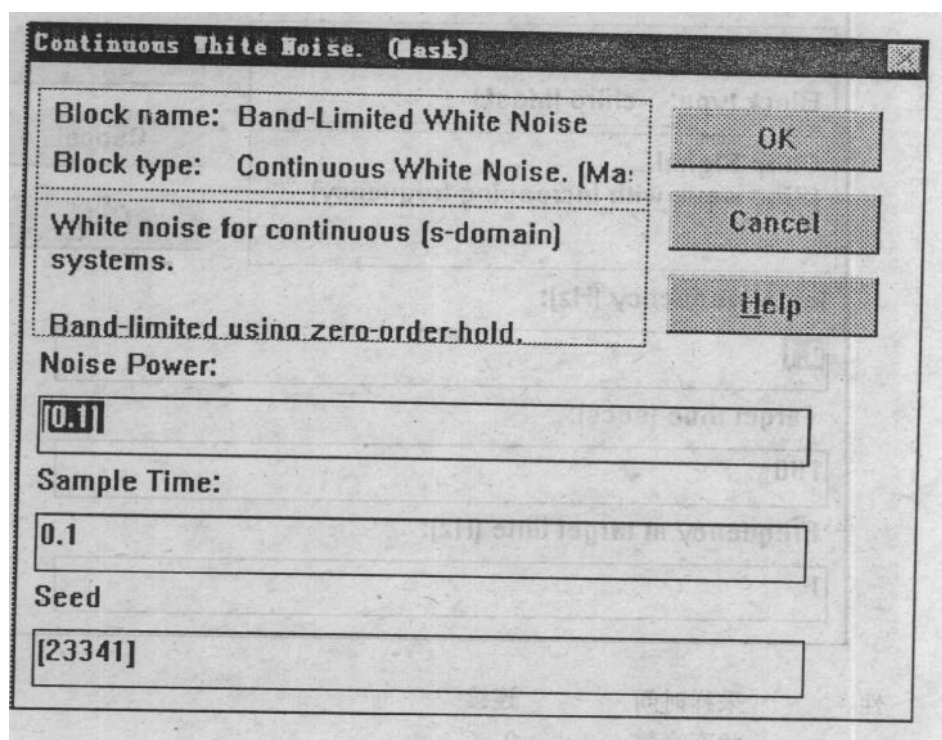 Continuous White Noise. (Mask)
Block name: Band-Limited White Noise
Block type: Continuous White Noise. (Ma:
White noise for continuous (s-domain)
systems.
Band-limited using zero-order-hold.
OK
Cancel
Help
Noise Power:
[0.1]
Sample Time:
0.1
Seed
[23341]